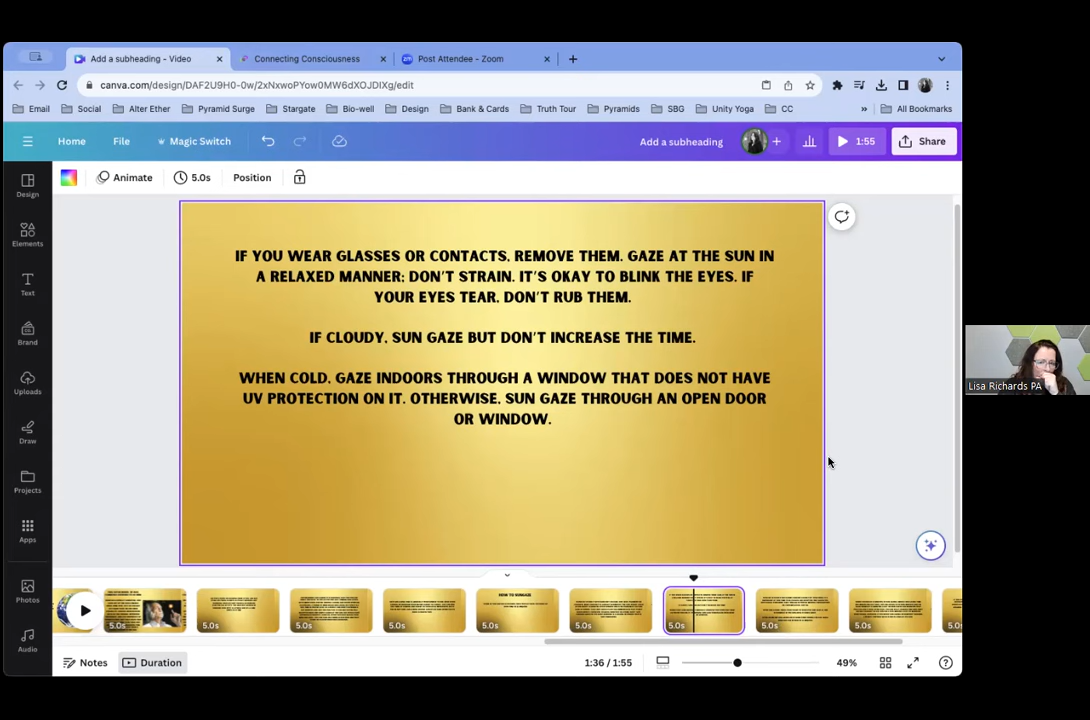 Add a subheading - Video
Connecting Consciousness
Post Attendee - Zoom
canva.com/design/DAF2U9H0-0w/2xNxwoPYow0MW6dXOJDIXg/edit
Email
Social
Alter Ether
Pyramid Surge
Stargate
Bio-well
Design
Bank & Cards
Truth Tour
Pyramids
SBG
Unity Yoga
CC
»
All Bookmarks
Home
File
Magic Switch
Add a subheading
1:55
Share
Animate
5.0s
Position
Design
Elements
Text
Brand
Uploads
Draw
Projects
Apps
Photos
Audio
IF YOU WEAR GLASSES OR CONTACTS, REMOVE THEM. GAZE AT THE SUN IN
A RELAXED MANNER; DON'T STRAIN. IT'S OKAY TO BLINK THE EYES. IF
YOUR EYES TEAR, DON'T RUB THEM.
IF CLOUDY, SUN GAZE BUT DON'T INCREASE THE TIME.
WHEN COLD, GAZE INDOORS THROUGH A WINDOW THAT DOES NOT HAVE
UV PROTECTION ON IT. OTHERWISE, SUN GAZE THROUGH AN OPEN DOOR
OR WINDOW.
Lisa Richards PA
5.0s
5.0s
5.0s
5.0s
HOW TO SUNGAZE
5.0s
5.0s
5.0s
5.0s
5.0s
5.0s
Notes
Duration
1:36 / 1:55
49%